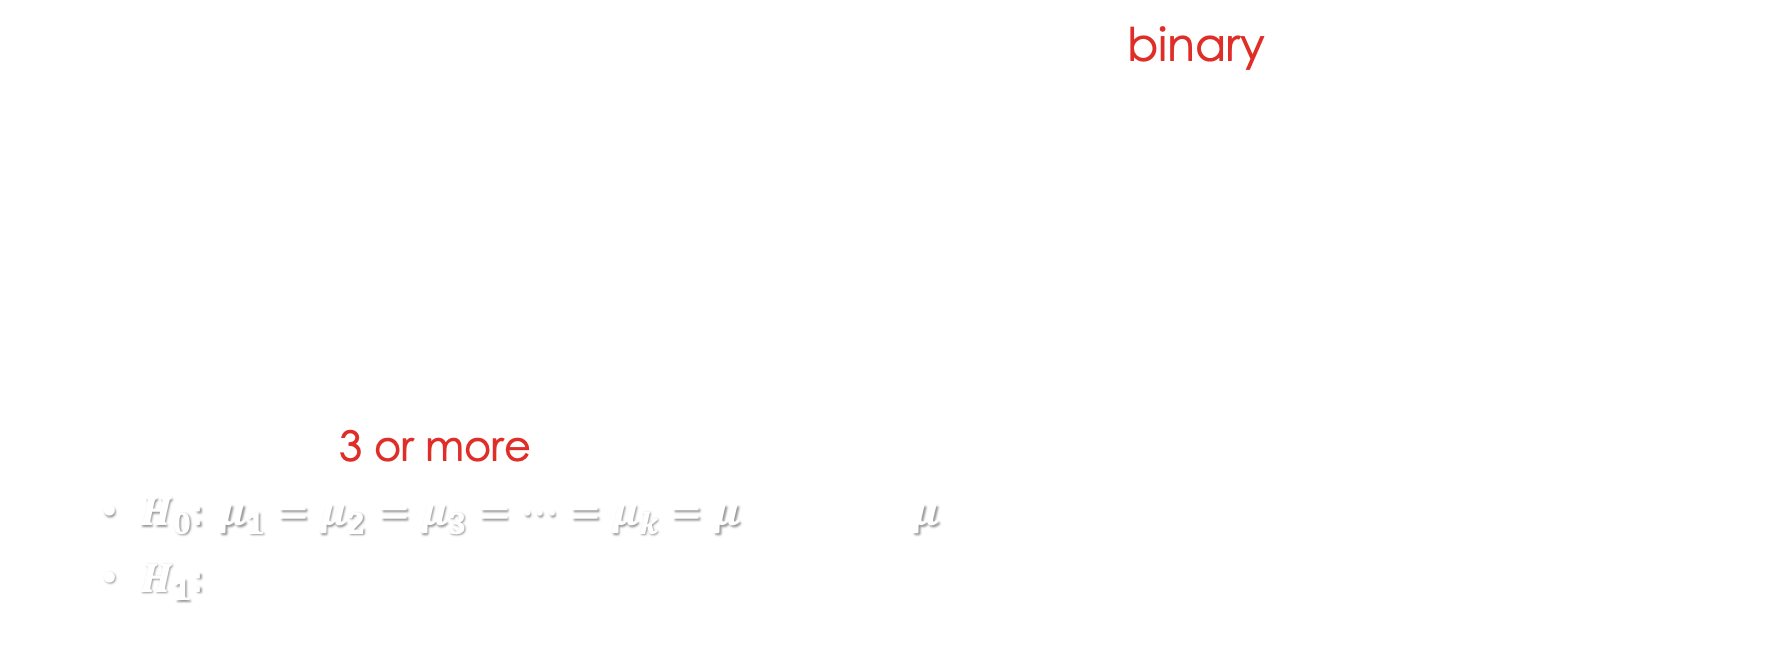 binary
3 or more
• H₀: μ₁ = μ₂ = μ₃ = ⋯ = μₖ = μ μ
• H₁: